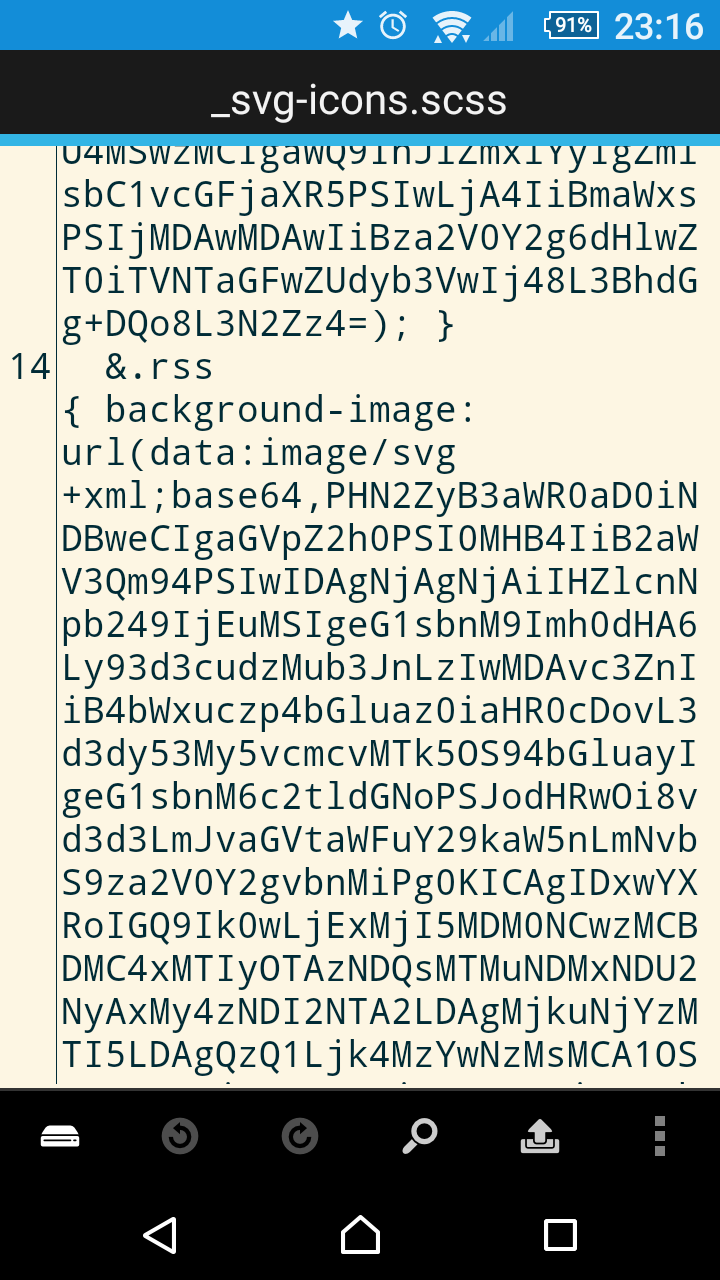 91%
23:16
_svg-icons.scss
sbC1vcGFjaXR5PSIwLjA4IiBmaWxs
PSIjMDAwMDAwIiBza2V0Y2g6dHlwZ
T0iTVNTaGFwZUdyb3VwIj48L3BhdG
g+DQo8L3N2Zz4=); }
14 &.rss
{ background-image:
url(data:image/svg
+xml;base64,PHN2ZyB3aWR0aD0iN
DBweCIgaGVpZ2h0PSI0MHB4IiB2aW
V3Qm94PSIwIDAgNjAgNjAiIHZlcnN
pb249IjEuMSIgeG1sbnM9Imh0dHA6
Ly93d3cudzMub3JnLzIwMDAvc3ZnI
iB4bWxuczp4bGluaz0iaHR0cDovL3
d3dy53My5vcmcvMTk5OS94bGluayI
geG1sbnM6c2tldGNoPSJodHRwOi8v
d3d3LmJvaGVtaWFuY29kaW5nLmNvb
S9za2V0Y2gvbnMiPg0KICAgIDxwYX
RoIGQ9Ik0wLjExMjI5MDM0NCwzMCB
DMC4xMTIyOTAzNDQsMTMuNDMxNDU2
NyAxMy4zNDI2NTA2LDAgMjkuNjYzM
TI5LDAgQzQ1Ljk4MzYwNzMsMCA1OS